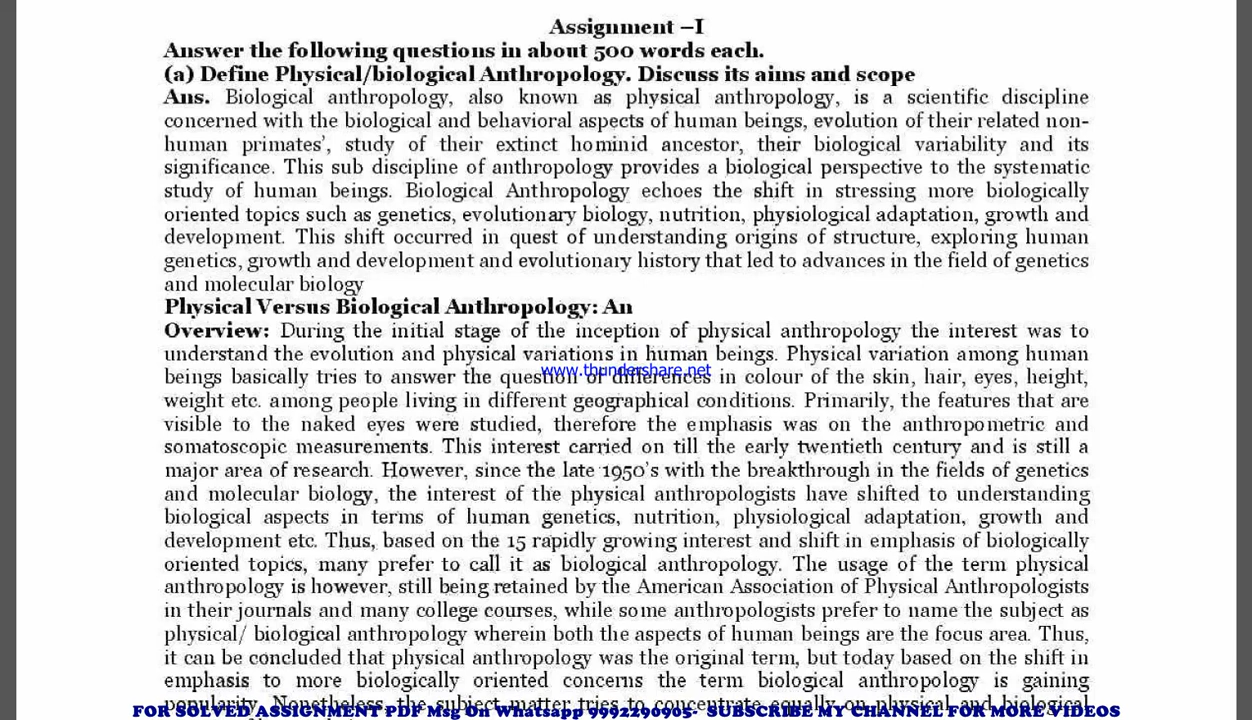 Assignment –I
Answer the following questions in about 500 words each.
(a) Define Physical/biological Anthropology. Discuss its aims and scope
Ans. Biological anthropology, also known as physical anthropology, is a scientific discipline
concerned with the biological and behavioral aspects of human beings, evolution of their related non-
human primates’, study of their extinct hominid ancestor, their biological variability and its
significance. This sub discipline of anthropology provides a biological perspective to the systematic
study of human beings. Biological Anthropology echoes the shift in stressing more biologically
oriented topics such as genetics, evolutionary biology, nutrition, physiological adaptation, growth and
development. This shift occurred in quest of understanding origins of structure, exploring human
genetics, growth and development and evolutionary history that led to advances in the field of genetics
and molecular biology
Physical Versus Biological Anthropology: An
Overview: During the initial stage of the inception of physical anthropology the interest was to
understand the evolution and physical variations in human beings. Physical variation among human
www.thundershare.net
beings basically tries to answer the question of differences in colour of the skin, hair, eyes, height,
weight etc. among people living in different geographical conditions. Primarily, the features that are
visible to the naked eyes were studied, therefore the emphasis was on the anthropometric and
somatoscopic measurements. This interest carried on till the early twentieth century and is still a
major area of research. However, since the late 1950’s with the breakthrough in the fields of genetics
and molecular biology, the interest of the physical anthropologists have shifted to understanding
biological aspects in terms of human genetics, nutrition, physiological adaptation, growth and
development etc. Thus, based on the 15 rapidly growing interest and shift in emphasis of biologically
oriented topics, many prefer to call it as biological anthropology. The usage of the term physical
anthropology is however, still being retained by the American Association of Physical Anthropologists
in their journals and many college courses, while some anthropologists prefer to name the subject as
physical/ biological anthropology wherein both the aspects of human beings are the focus area. Thus,
it can be concluded that physical anthropology was the original term, but today based on the shift in
emphasis to more biologically oriented concerns the term biological anthropology is gaining
popularity. Nonetheless, the subject matter tries to concentrate equally on physical and biological
FOR SOLVED ASSIGNMENT PDF Msg On Whatsapp 9992290905- SUBSCRIBE MY CHANNEL FOR MORE VIDEOS